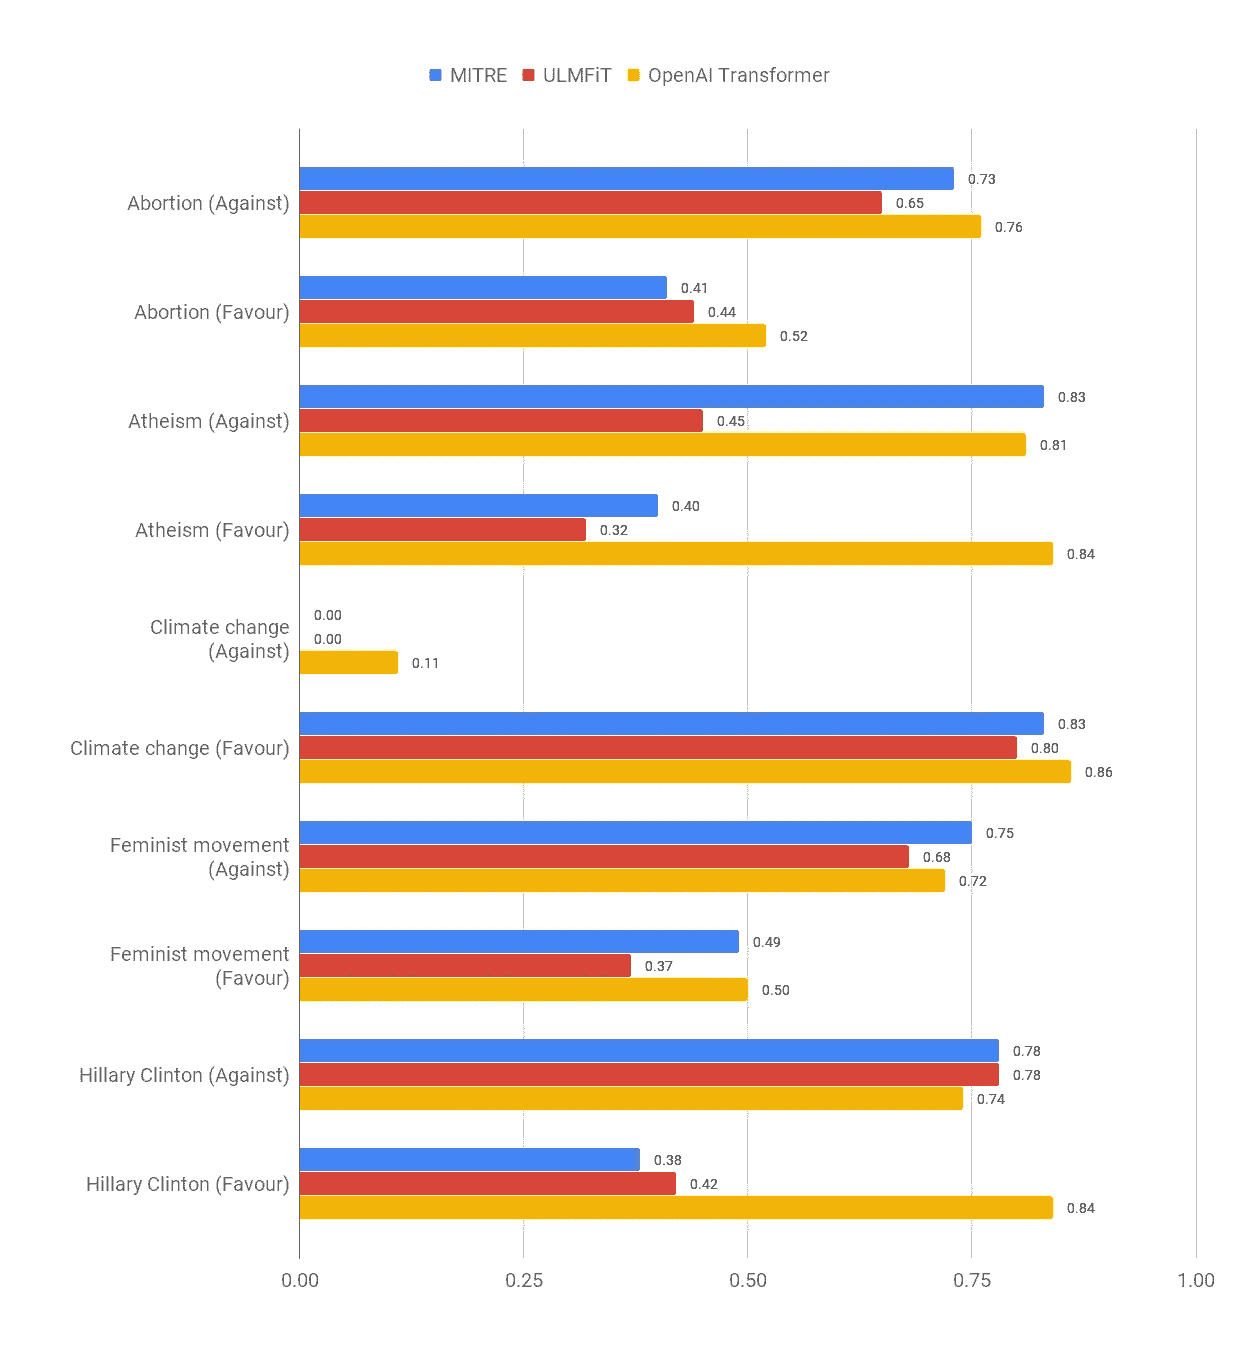 MITRE ULMFiT OpenAI Transformer
Abortion (Against)
0.73
0.65
0.76
Abortion (Favour)
0.41
0.44
0.52
Atheism (Against)
0.83
0.45
0.81
Atheism (Favour)
0.40
0.32
0.84
Climate change
(Against)
0.00
0.00
0.11
Climate change (Favour)
0.83
0.80
0.86
Feminist movement
(Against)
0.75
0.68
0.72
Feminist movement
(Favour)
0.49
0.37
0.50
Hillary Clinton (Against)
0.78
0.78
0.74
Hillary Clinton (Favour)
0.38
0.42
0.84
0.00 0.25 0.50 0.75 1.00